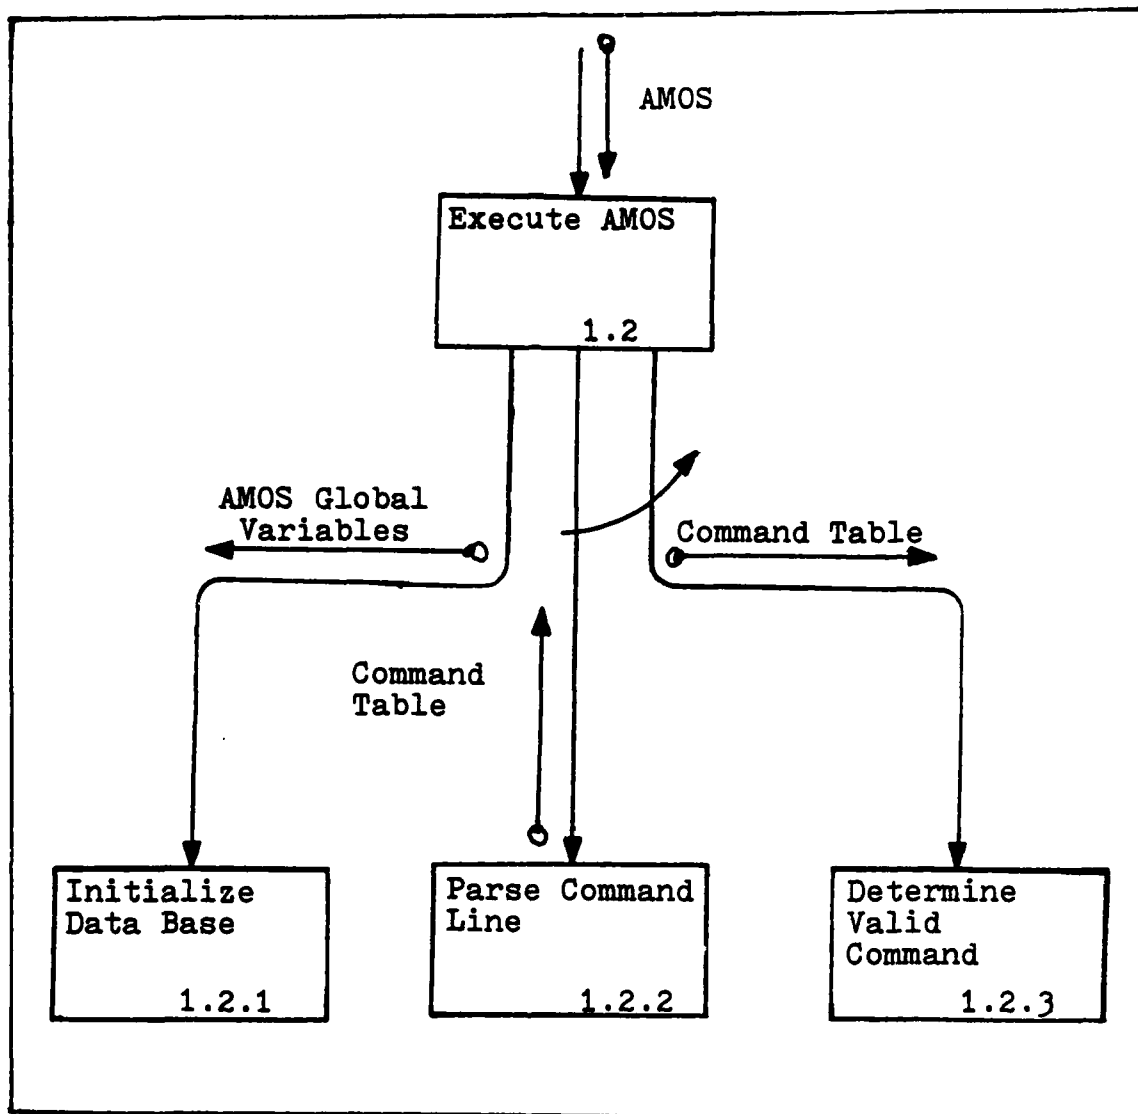 AMOS
Execute AMOS
1.2
AMOS Global
Variables
Command Table
Command
Table
Initialize
Data Base
1.2.1
Parse Command
Line
1.2.2
Determine
Valid
Command
1.2.3